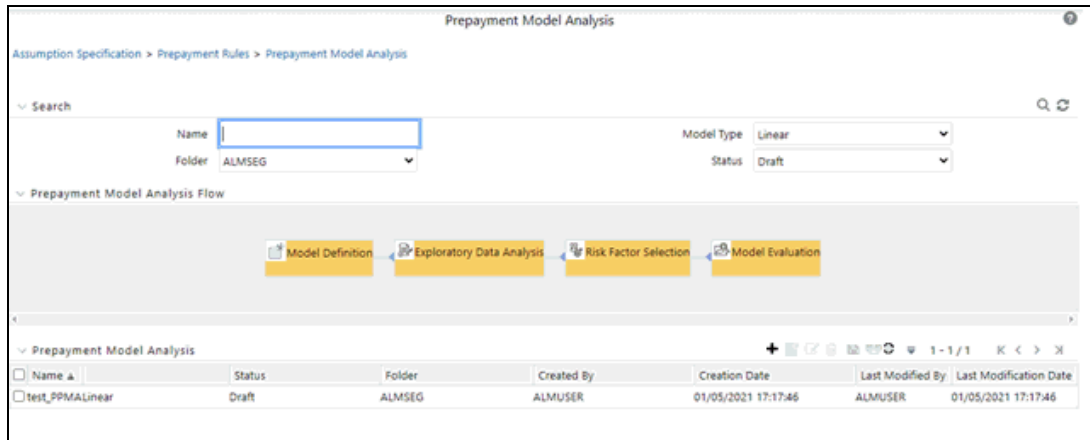 Prepayment Model Analysis
Assumption Specification > Prepayment Rules > Prepayment Model Analysis
Search
Name
Model Type Linear
Folder ALMSEG
Status Draft
Prepayment Model Analysis Flow
Model Definition Exploratory Data Analysis Risk Factor Selection Model Evaluation
Prepayment Model Analysis 1-1/1
Name Status Folder Created By Creation Date Last Modified By Last Modification Date
test_PPMALinear Draft ALMSEG ALMUSER 01/05/2021 17:17:46 ALMUSER 01/05/2021 17:17:46